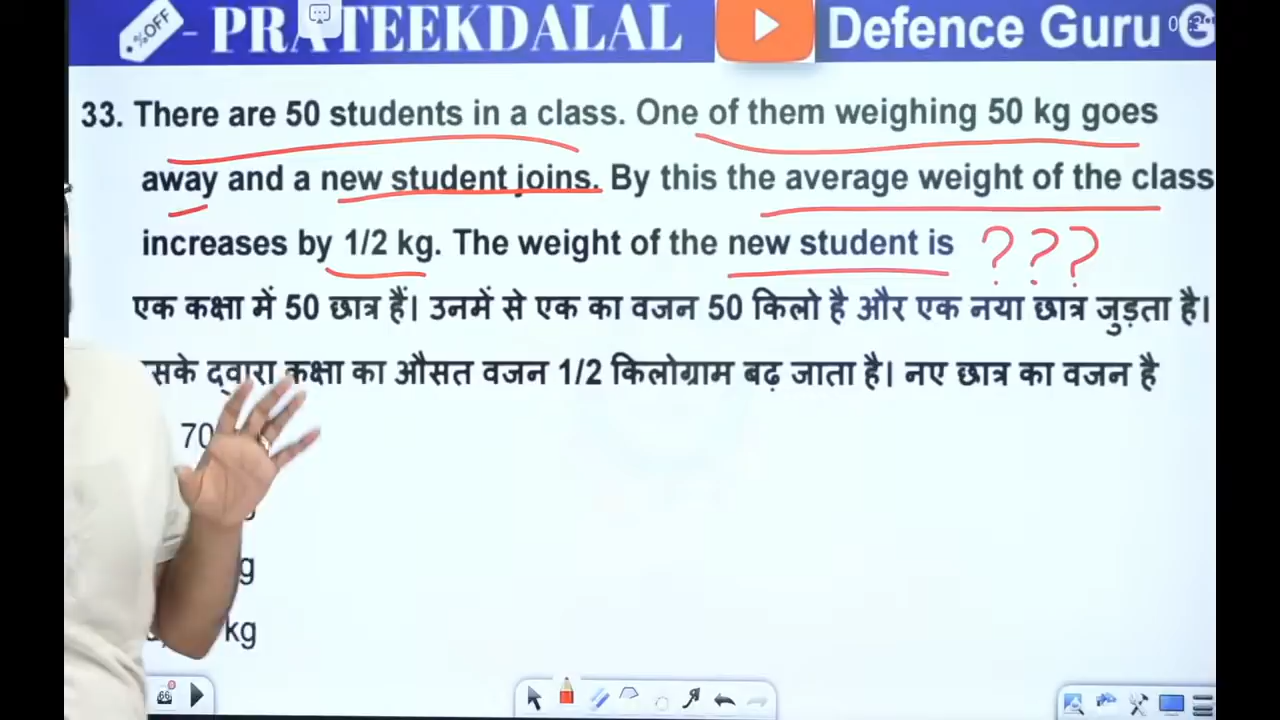 %OFF - PRATEEKDALAL Defence Guru G
33. There are 50 students in a class. One of them weighing 50 kg goes
away and a new student joins. By this the average weight of the class
increases by 1/2 kg. The weight of the new student is ???
एक कक्षा में 50 छात्र हैं। उनमें से एक का वजन 50 किलो है और एक नया छात्र जुड़ता है।
सके द्वारा कक्षा का औसत वजन 1/2 किलोग्राम बढ़ जाता है। नए छात्र का वजन है
70
g
kg
66